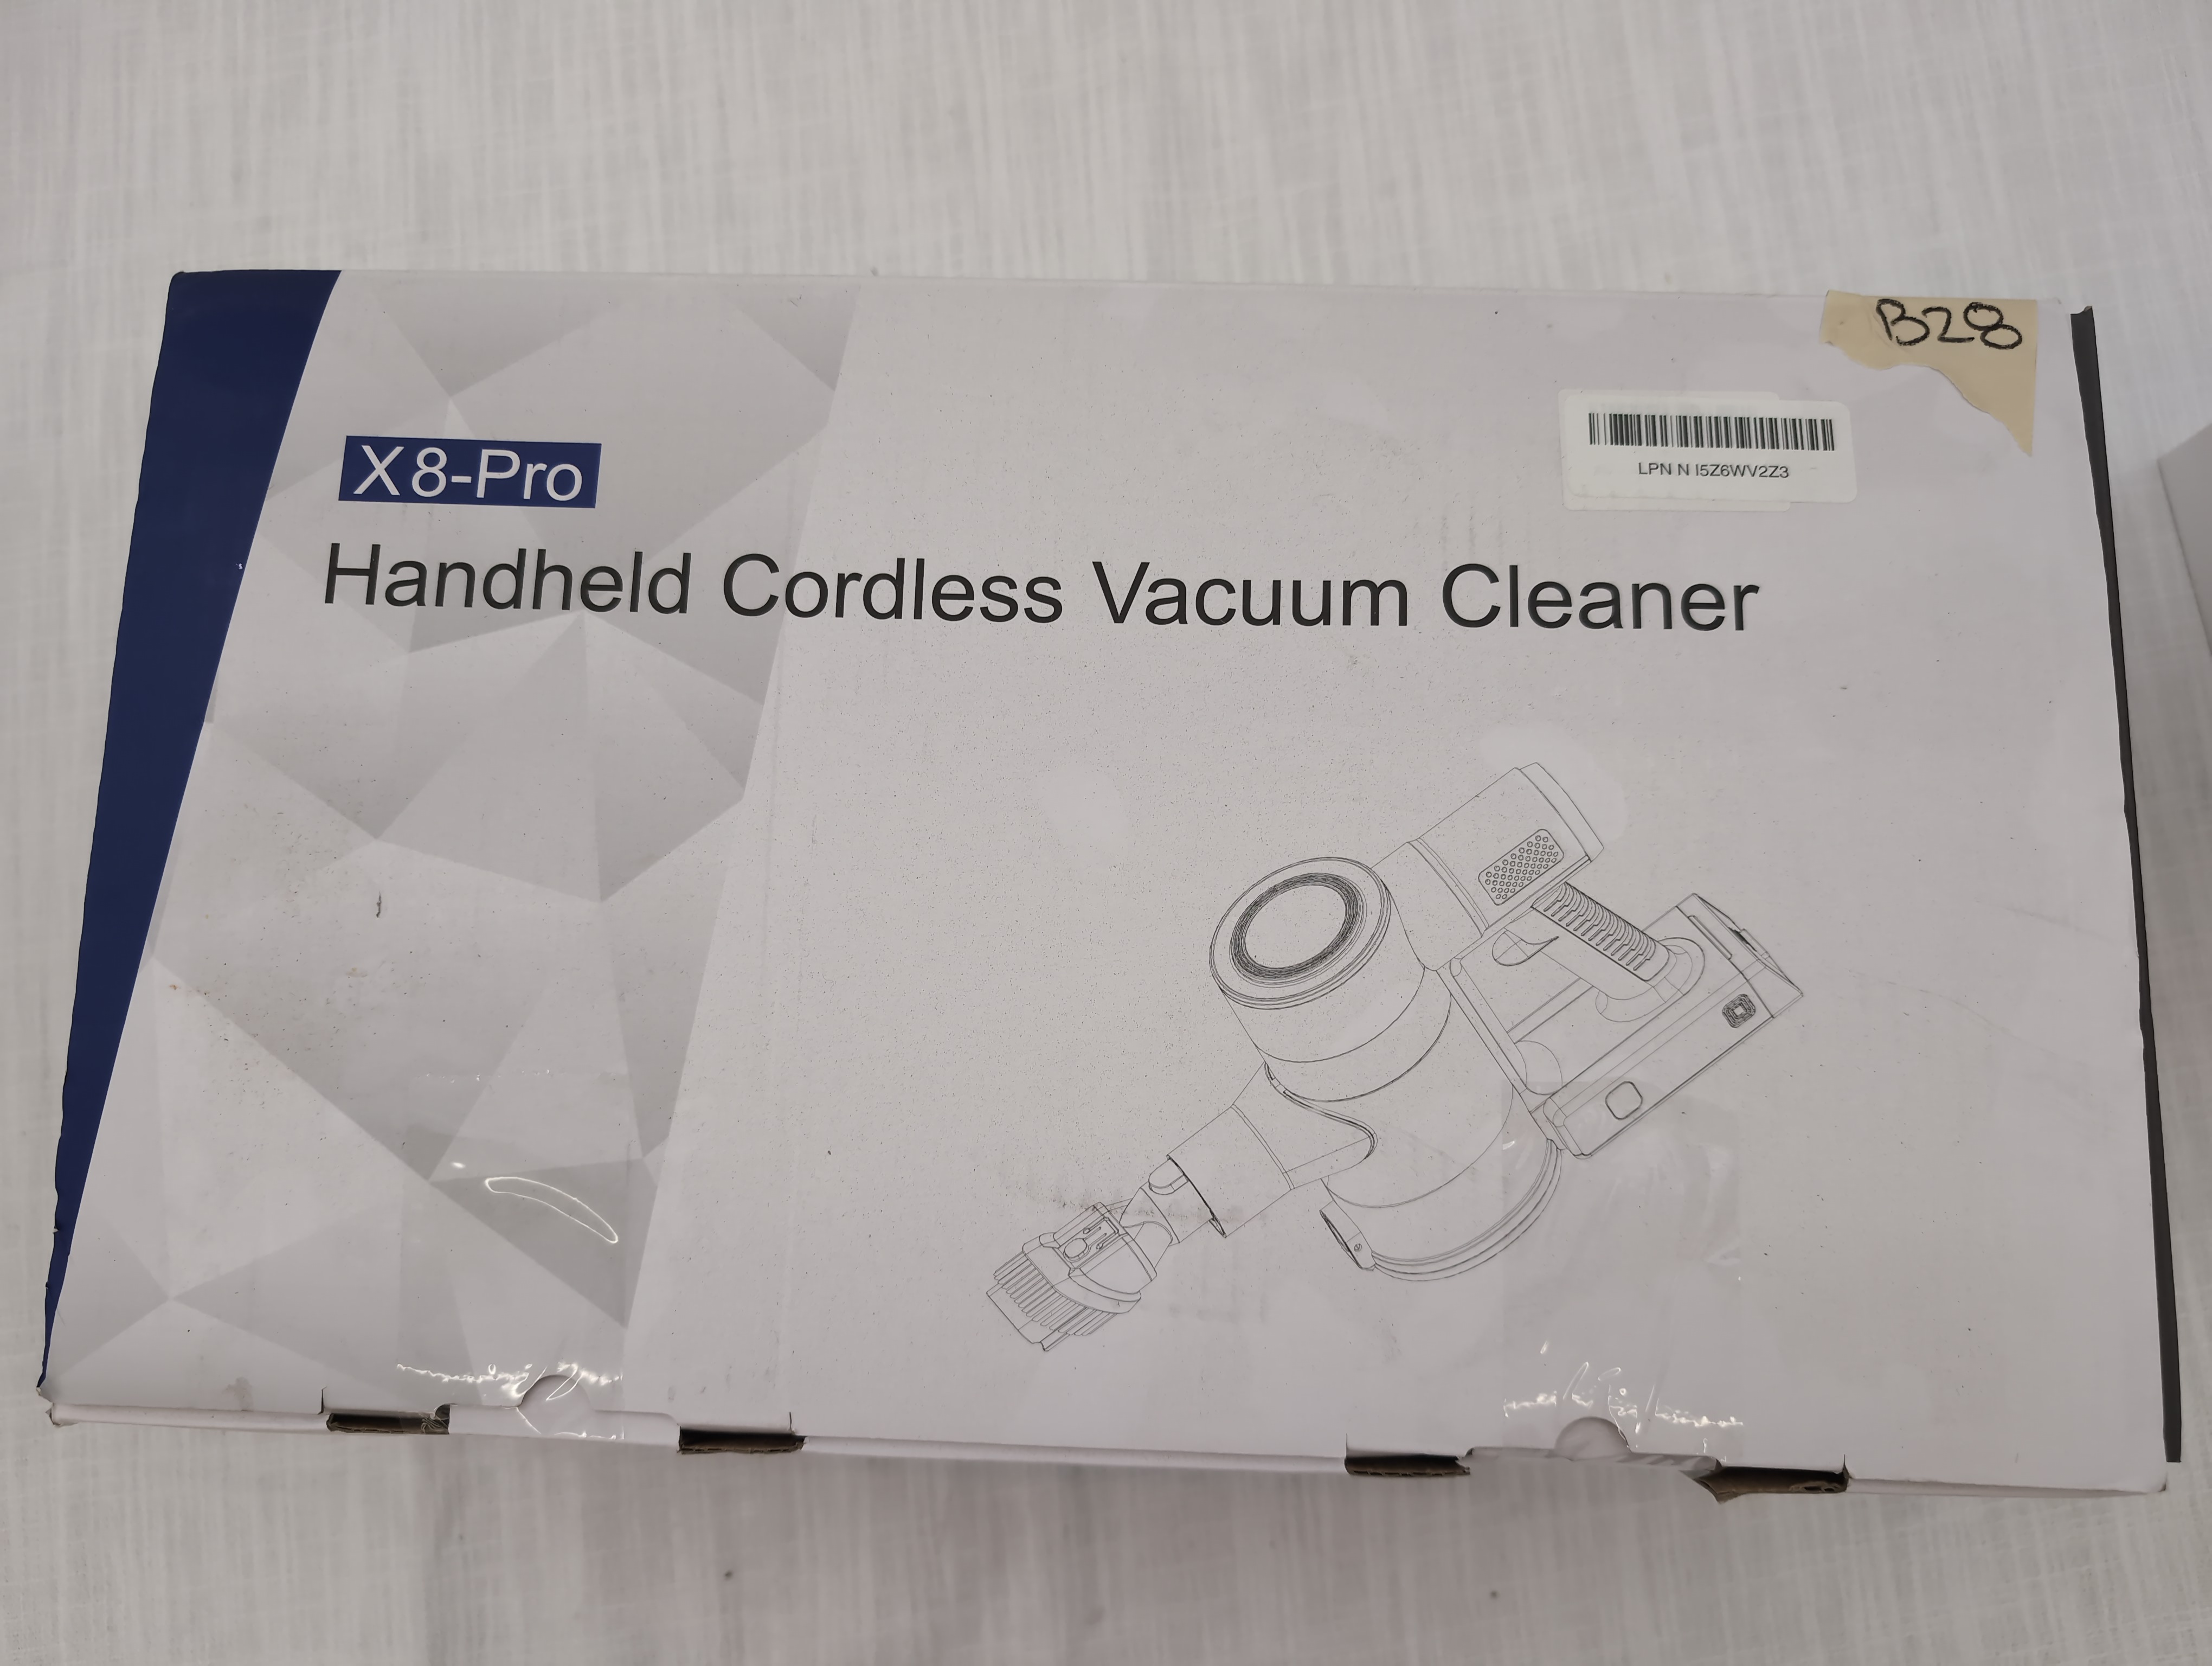 B28
LPN N I5Z6WV2Z3
X8-Pro
Handheld Cordless Vacuum Cleaner